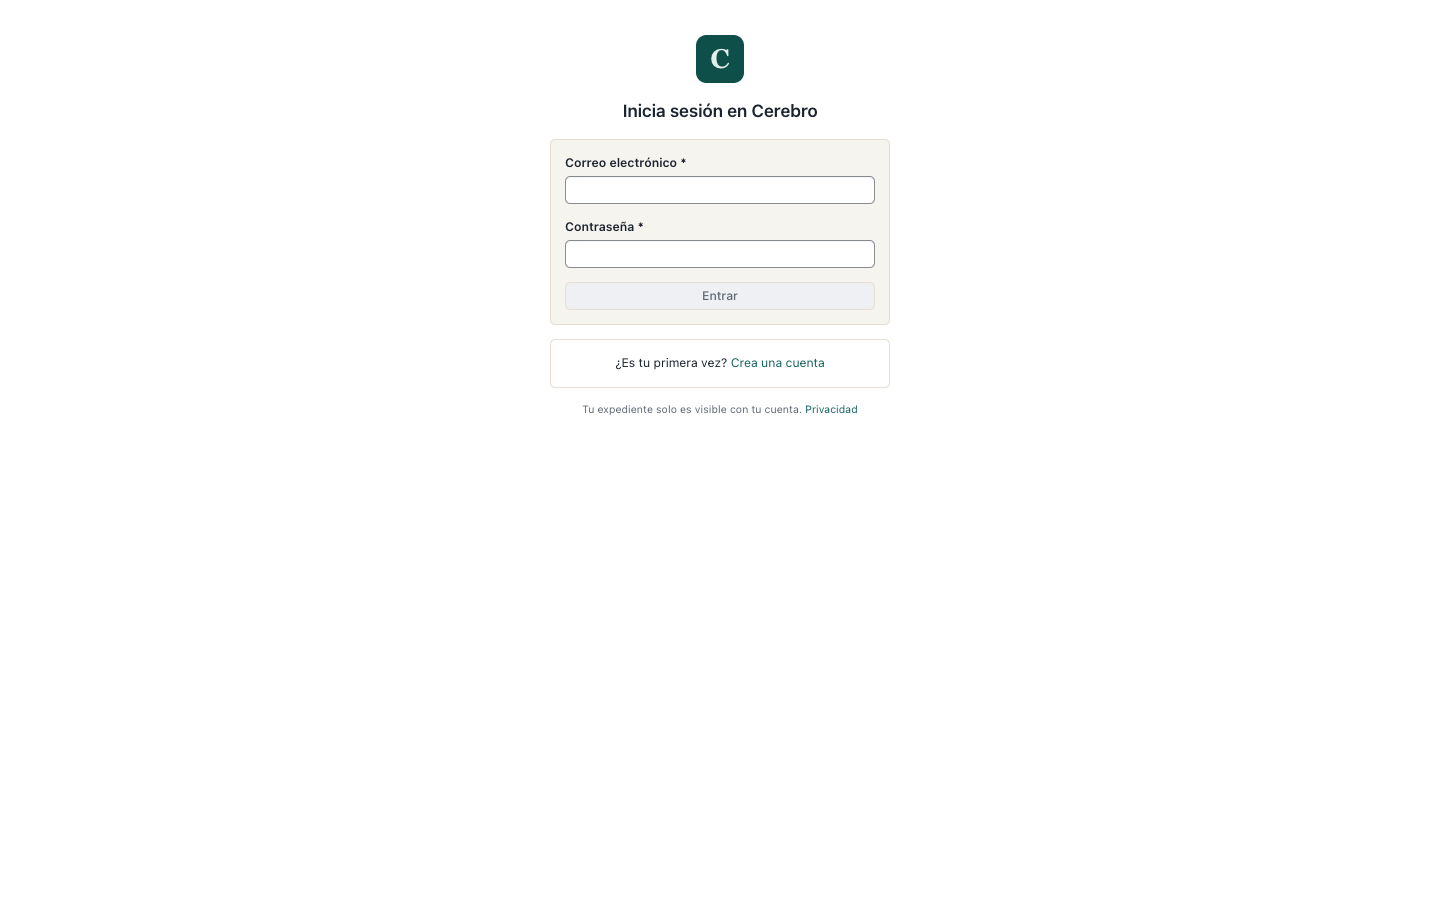 C
Inicia sesión en Cerebro
Correo electrónico *
Contraseña *
Entrar
¿Es tu primera vez? Crea una cuenta
Tu expediente solo es visible con tu cuenta. Privacidad